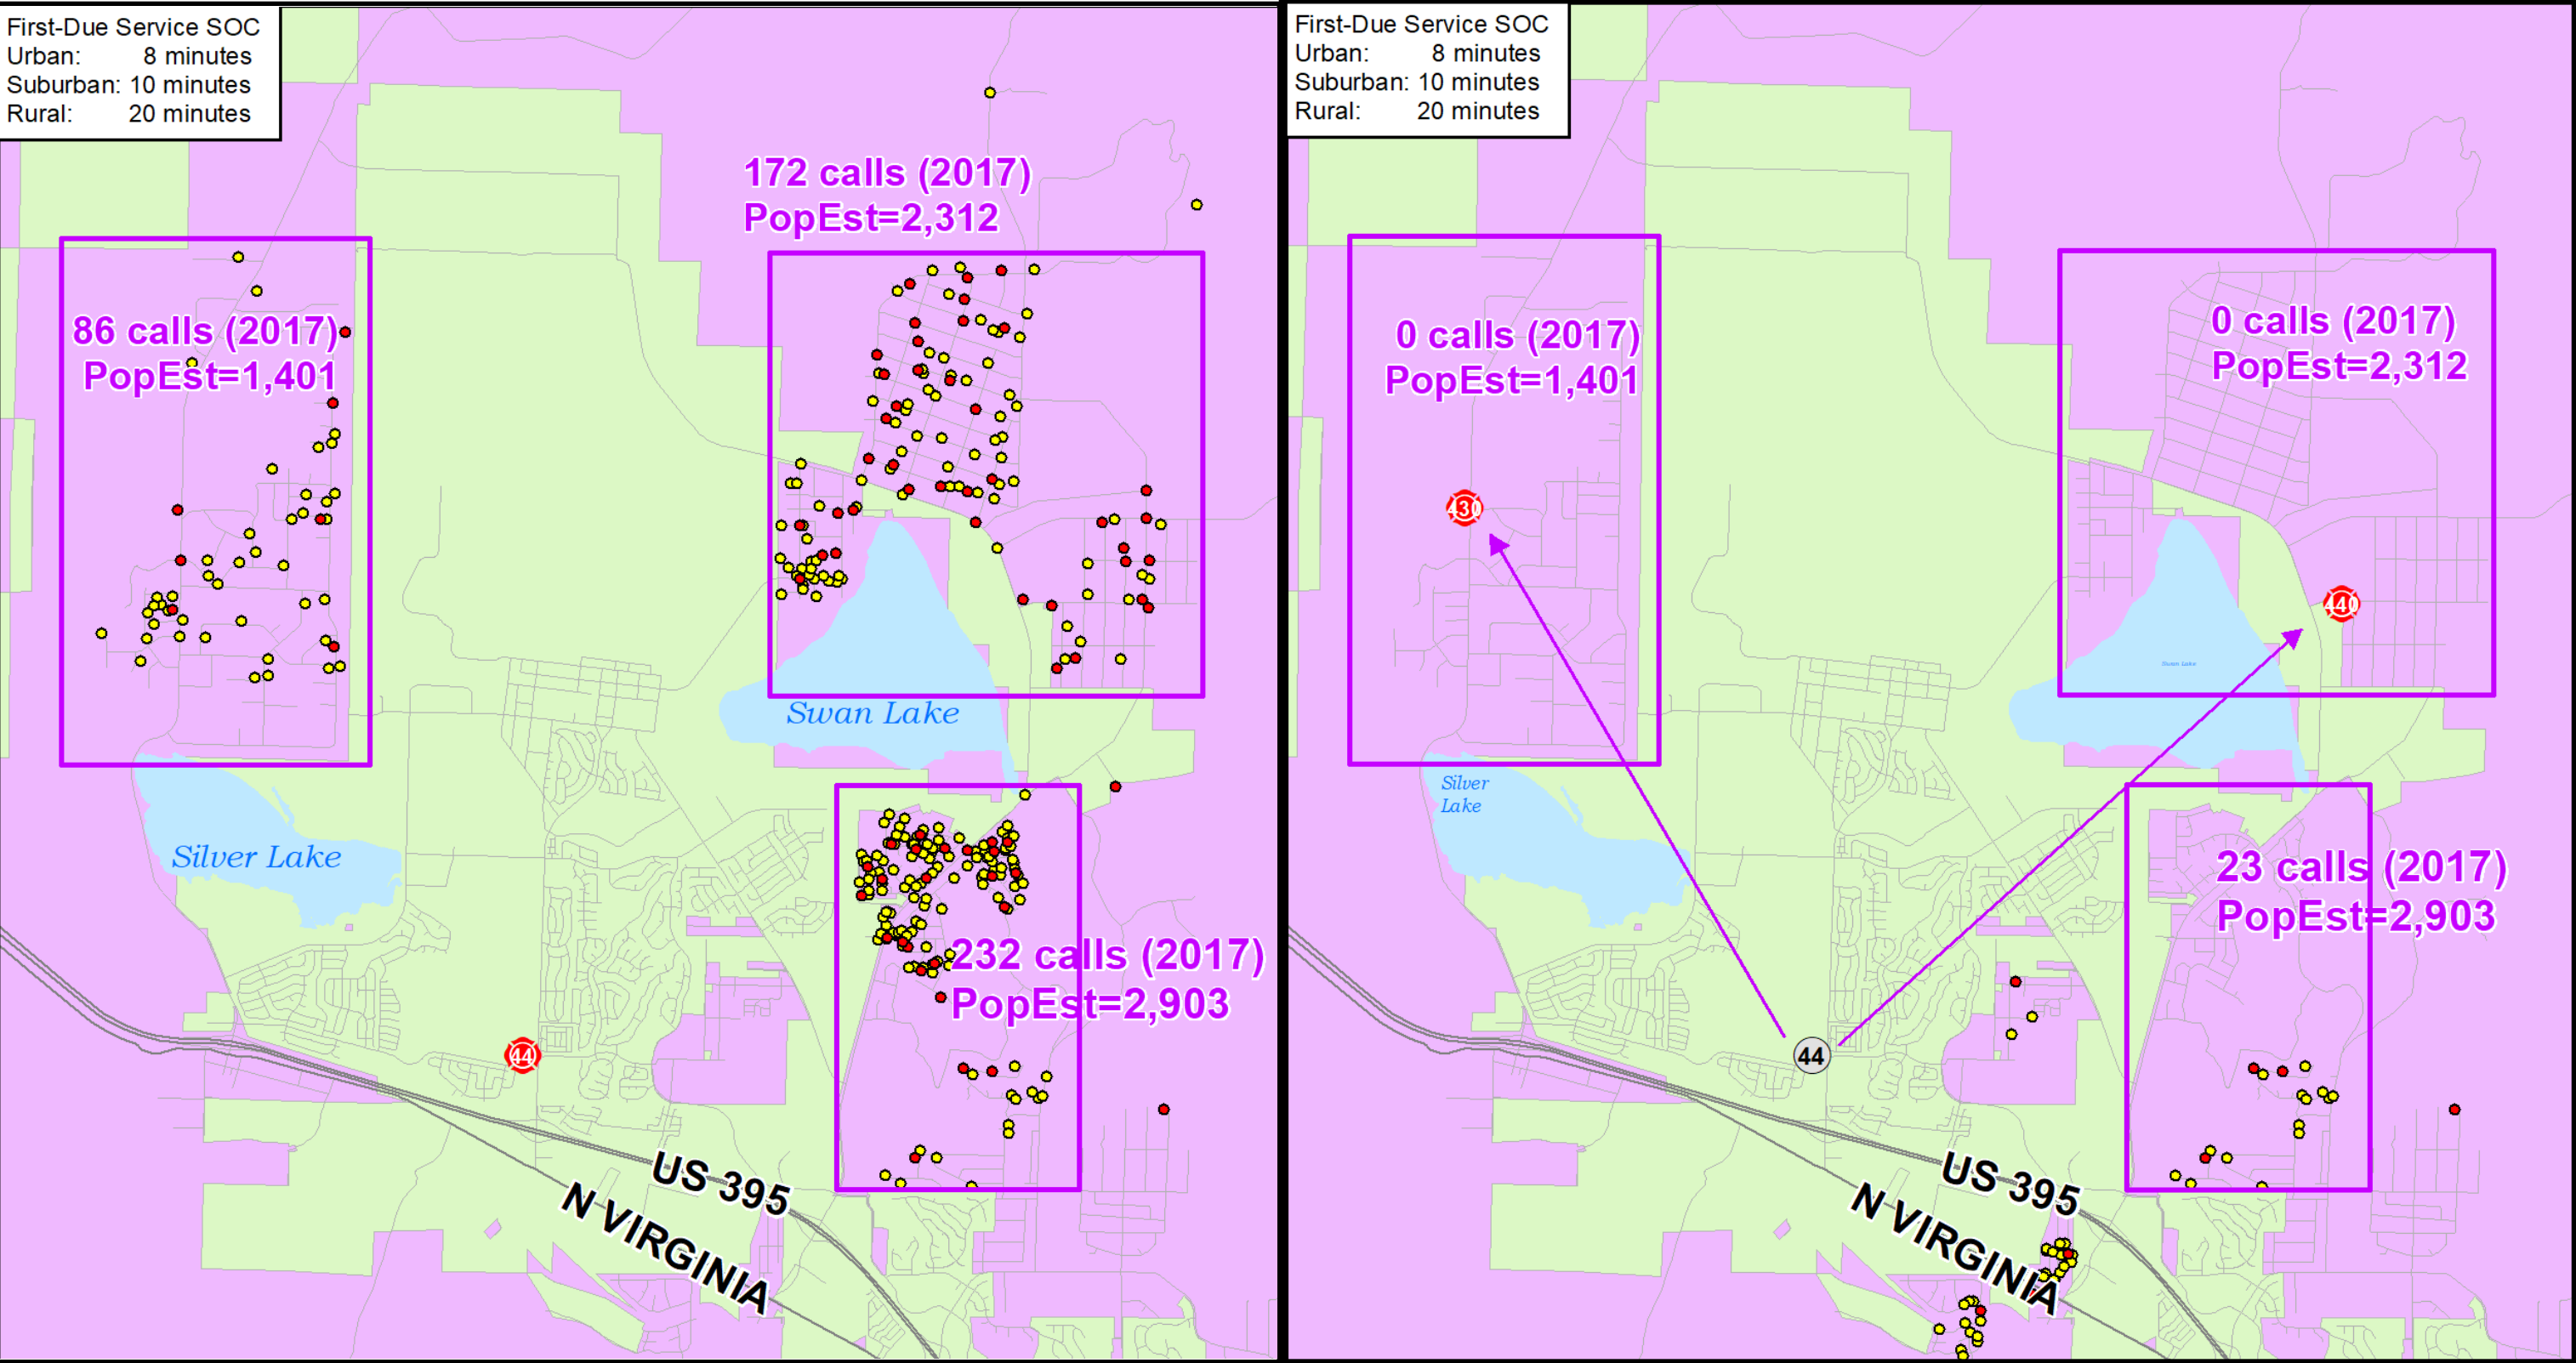 First-Due Service SOC
Urban: 8 minutes
Suburban: 10 minutes
Rural: 20 minutes
172 calls (2017)
PopEst=2,312
86 calls (2017)
PopEst=1,401
Swan Lake
Silver Lake
232 calls (2017)
PopEst=2,903
44
US 395
N VIRGINIA
First-Due Service SOC
Urban: 8 minutes
Suburban: 10 minutes
Rural: 20 minutes
0 calls (2017)
PopEst=1,401
0 calls (2017)
PopEst=2,312
430
440
Swan Lake
Silver
Lake
23 calls (2017)
PopEst=2,903
44
US 395
N VIRGINIA